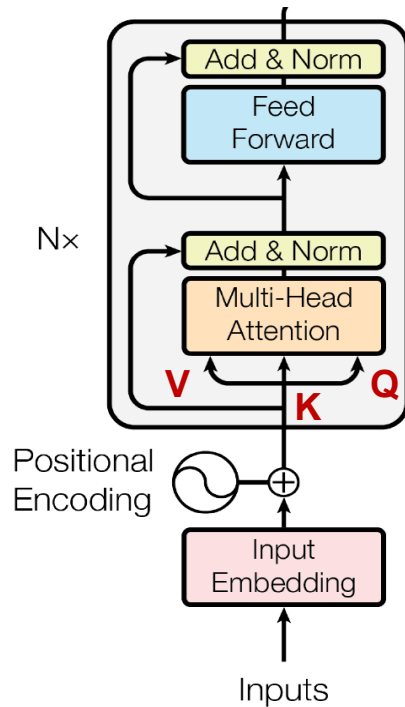 Add & Norm
Feed
Forward
N×
Add & Norm
Multi-Head
Attention
V
K
Q
Positional
Encoding
Input
Embedding
Inputs